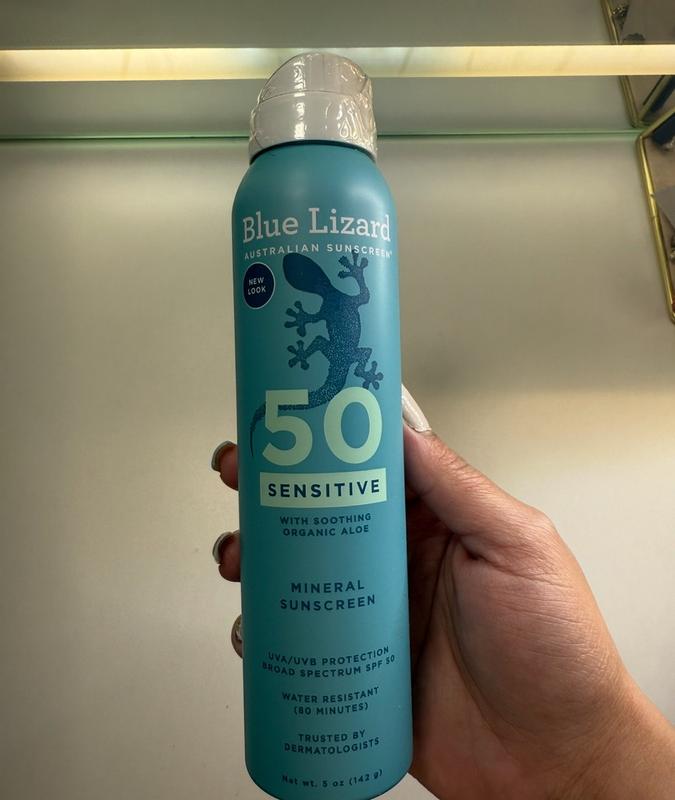 Blue Lizard
AUSTRALIAN SUNSCREEN®
NEW
LOOK
50
SENSITIVE
WITH SOOTHING
ORGANIC ALOE
MINERAL
SUNSCREEN
UVA/UVB PROTECTION
BROAD SPECTRUM SPF 50
WATER RESISTANT
(80 MINUTES)
TRUSTED BY
DERMATOLOGISTS
Net wt. 5 oz (142 g)